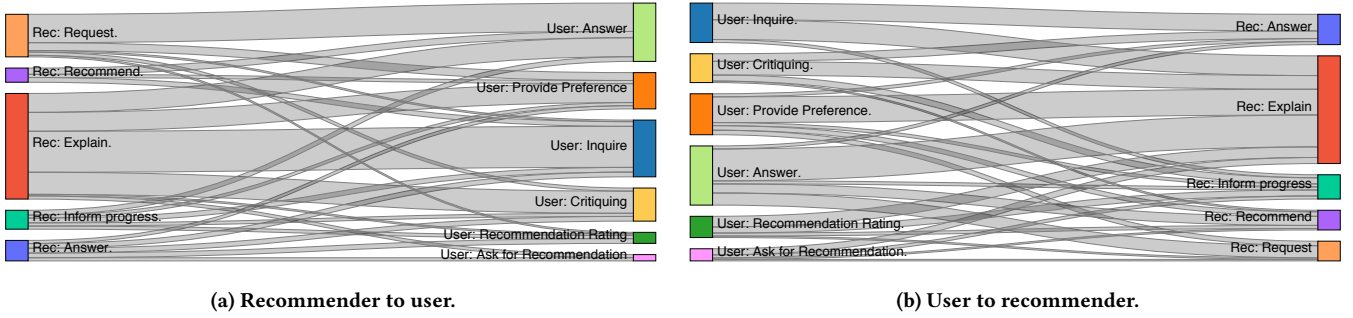 Rec: Request.
Rec: Recommend.
Rec: Explain.
Rec: Inform progress.
Rec: Answer.
User: Answer
User: Provide Preference
User: Inquire
User: Critiquing
User: Recommendation Rating
User: Ask for Recommendation
(a) Recommender to user.
User: Inquire.
User: Critiquing.
User: Provide Preference.
User: Answer.
User: Recommendation Rating.
User: Ask for Recommendation.
Rec: Answer
Rec: Explain
Rec: Inform progress
Rec: Recommend
Rec: Request
(b) User to recommender.